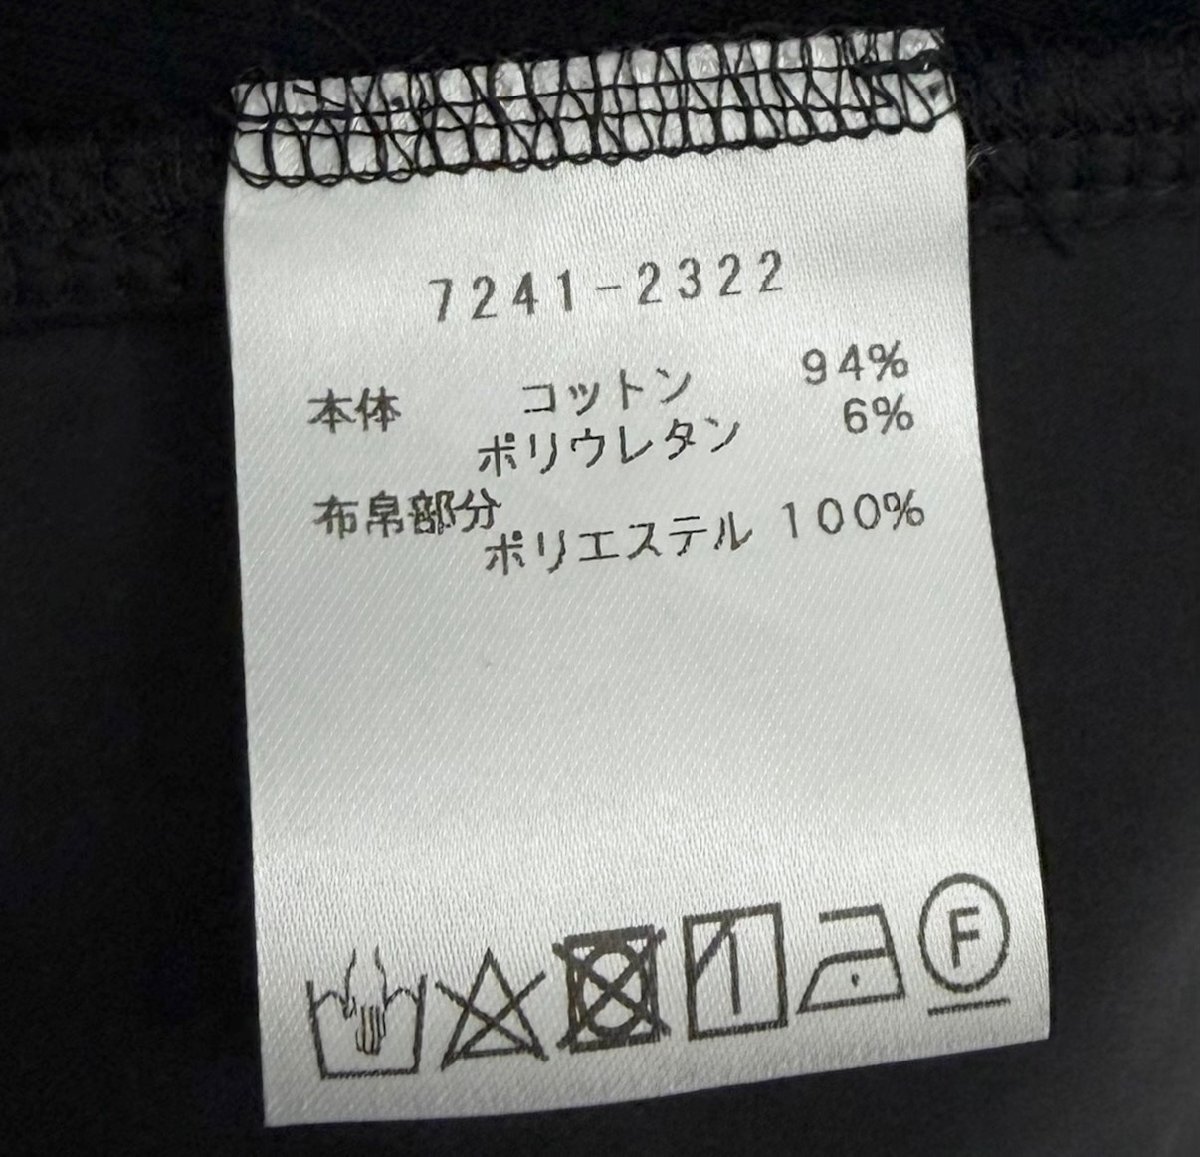 7241-2322
本体 コットン 94%
ポリウレタン 6%
布帛部分
ポリエステル 100%
F